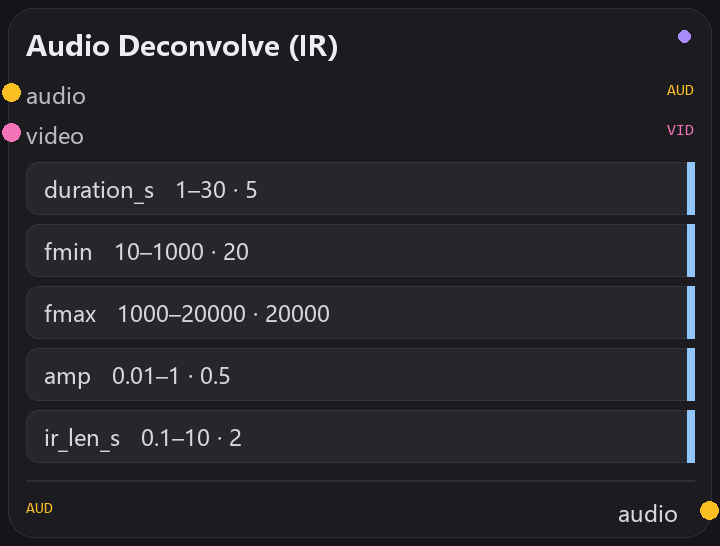 Audio Deconvolve (IR)
audio AUD
video VID
duration_s 1–30 · 5
fmin 10–1000 · 20
fmax 1000–20000 · 20000
amp 0.01–1 · 0.5
ir_len_s 0.1–10 · 2
AUD audio